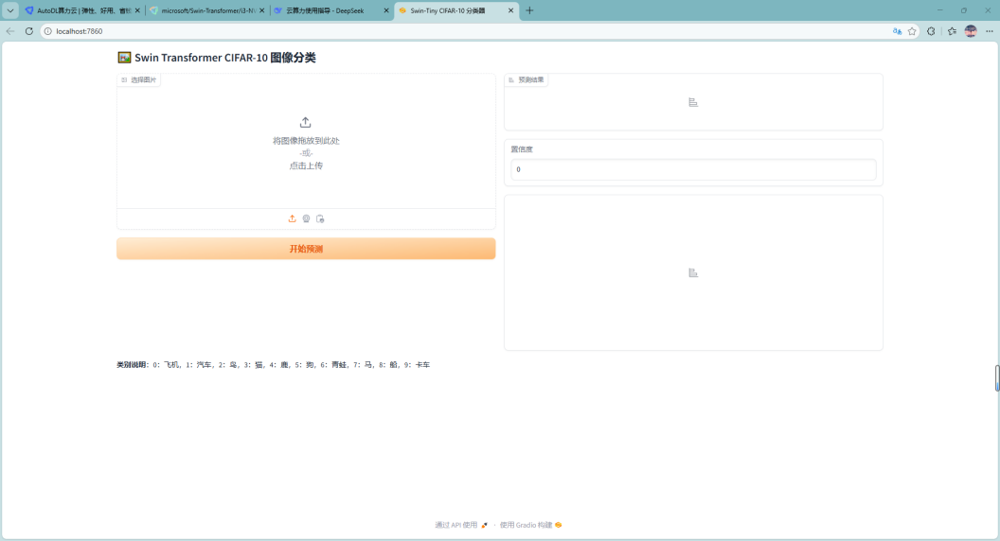 AutoDL算力云 | 弹性、好用、省钱
microsoft/Swin-Transformer/i3-N
云算力使用指导 - DeepSeek
Swin-Tiny CIFAR-10 分类器
localhost:7860
Swin Transformer CIFAR-10 图像分类
选择图片
将图像拖放到此处
-或-
点击上传
开始预测
预测结果
置信度
0
类别说明：0：飞机，1：汽车，2：鸟，3：猫，4：鹿，5：狗，6：青蛙，7：马，8：船，9：卡车
通过 API 使用 · 使用 Gradio 构建